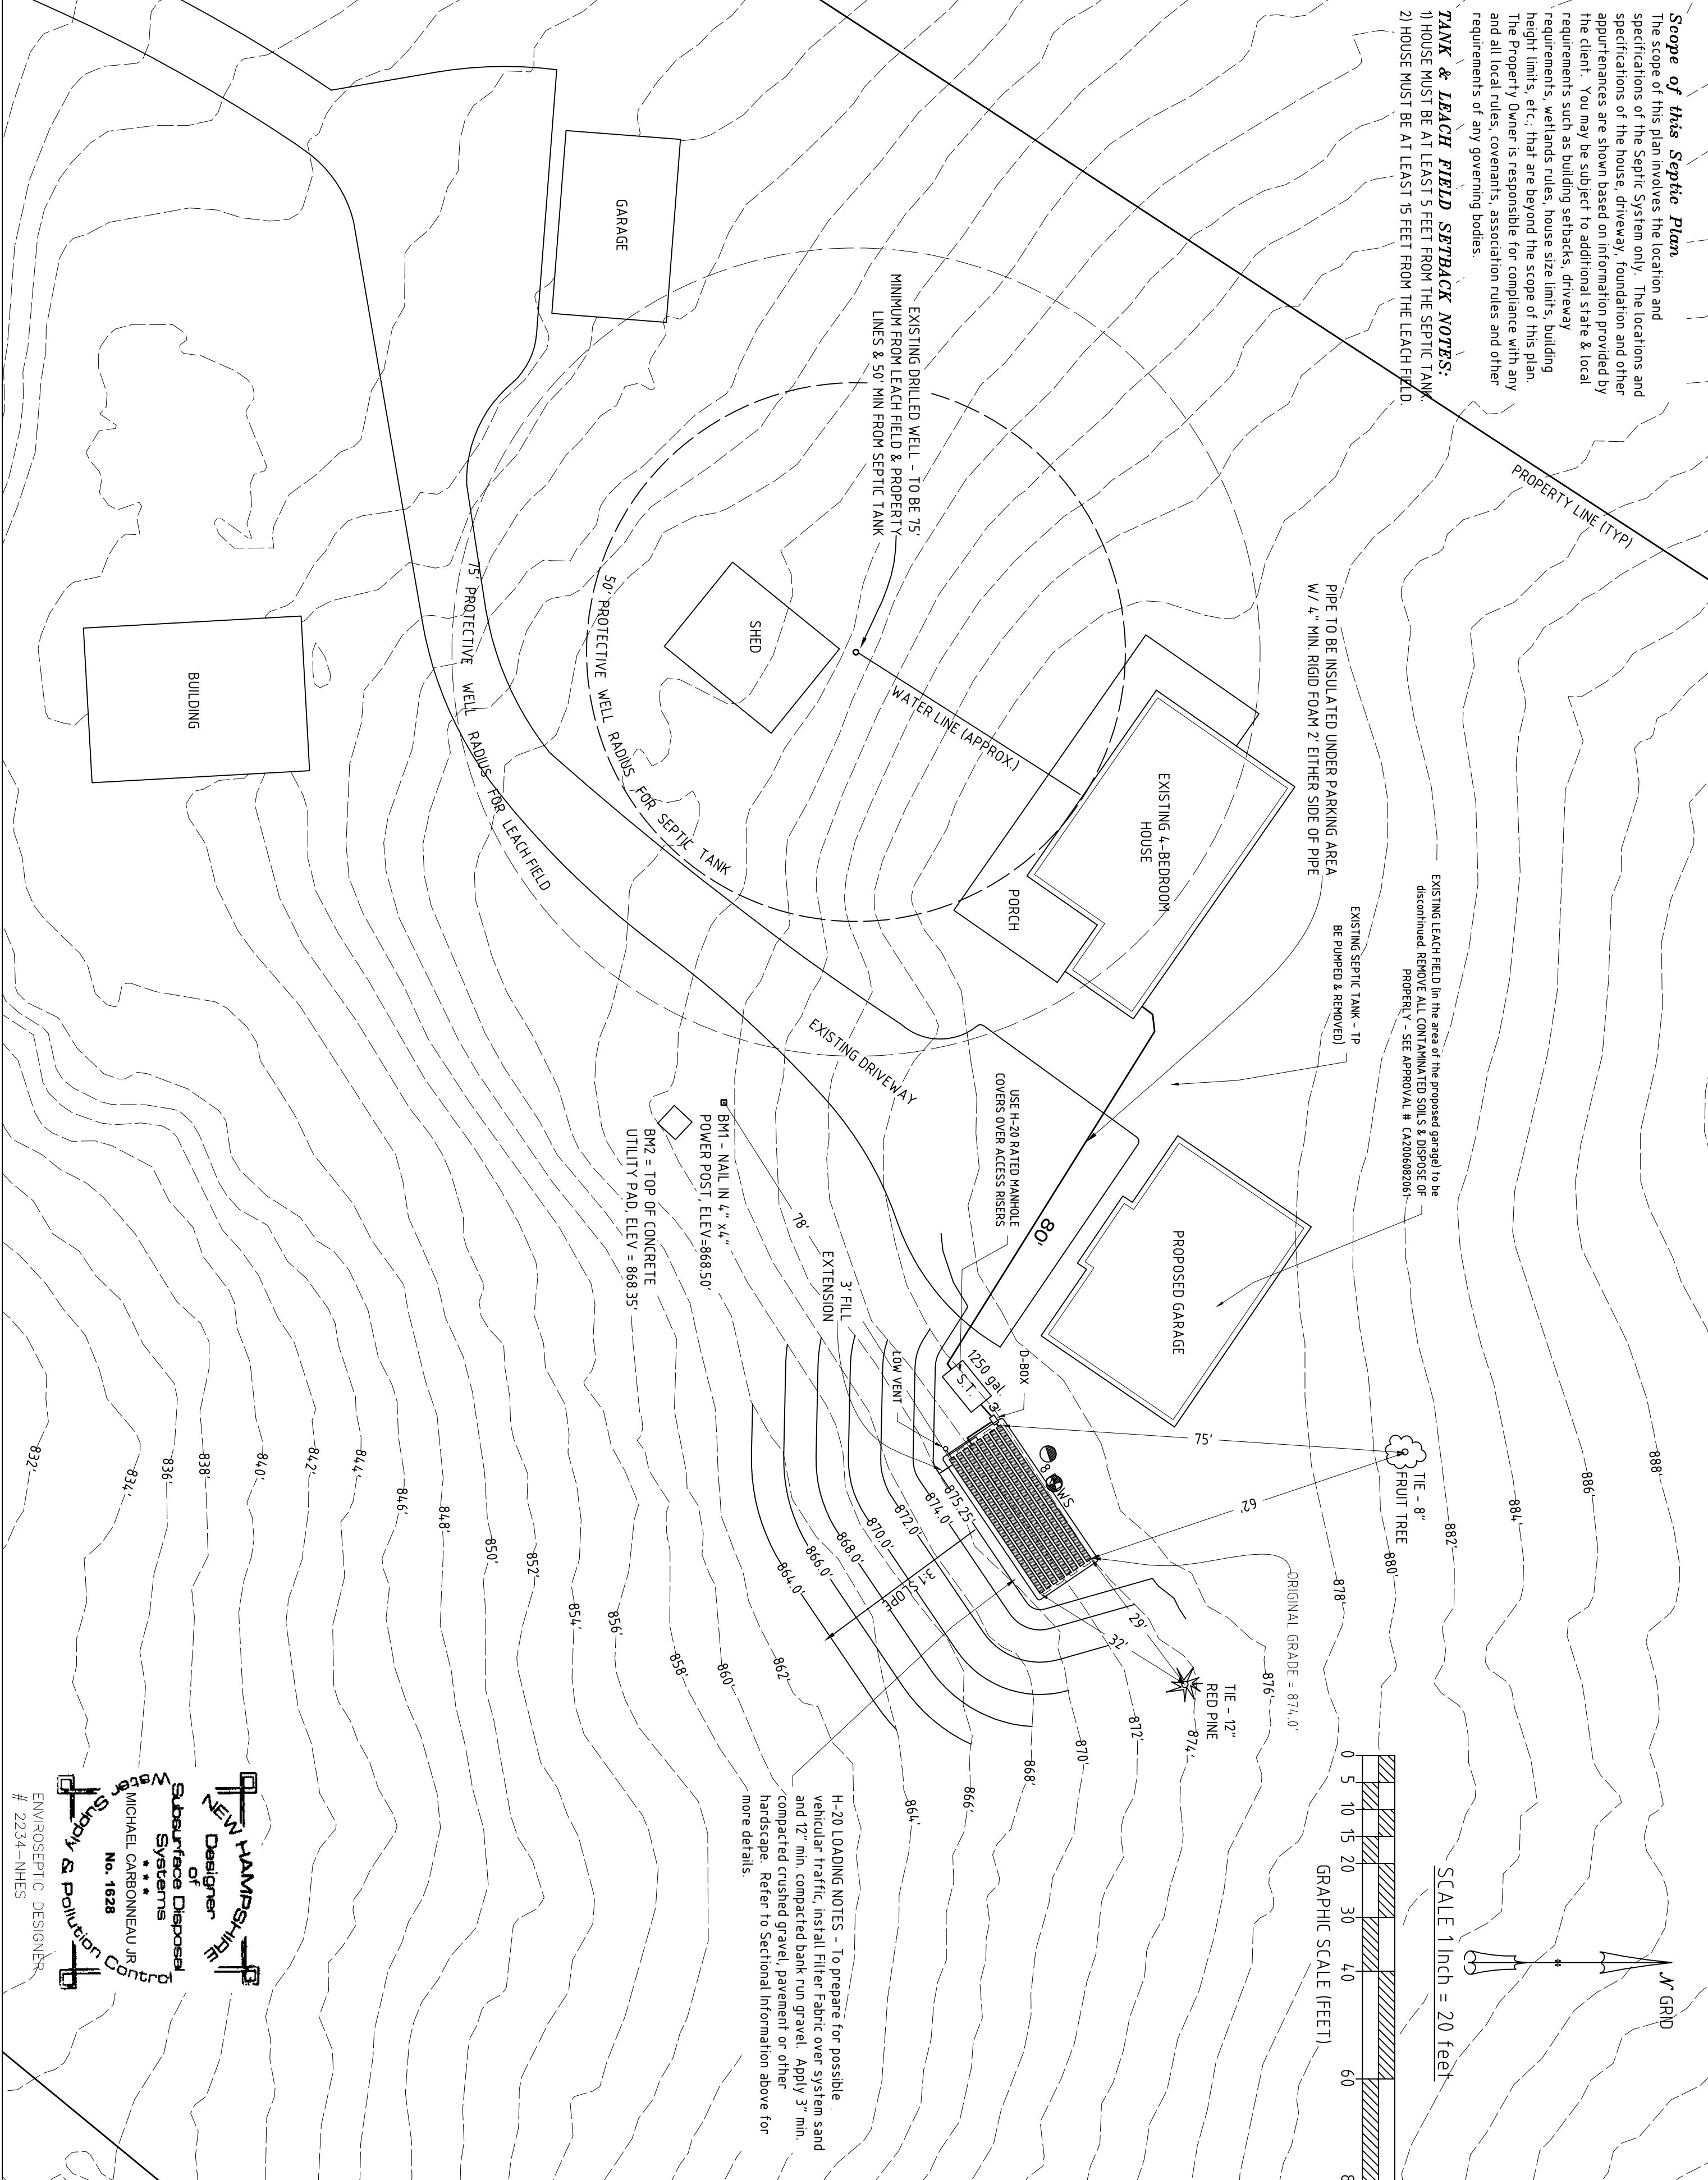 Scope of this Septic Plan
The scope of this plan involves the location and
specifications of the Septic System only. The locations and
specifications of the house, driveway, foundation and other
appurtenances are shown based on information provided by
the client. You may be subject to additional state & local
requirements such as building setbacks, driveway
requirements, wetlands rules, house size limits, building
height limits, etc.; that are beyond the scope of this plan.
The Property Owner is responsible for compliance with any
and all local rules, covenants, association rules and other
requirements of any governing bodies.
TANK & LEACH FIELD SETBACK NOTES:
1) HOUSE MUST BE AT LEAST 5 FEET FROM THE SEPTIC TANK.
2) HOUSE MUST BE AT LEAST 15 FEET FROM THE LEACH FIELD.
PROPERTY LINE (TYP)
N GRID
SCALE 1 Inch = 20 feet
0 5 10 15 20 30 40 60 8
GRAPHIC SCALE (FEET)
EXISTING LEACH FIELD (in the area of the proposed garage) to be
discontinued. REMOVE ALL CONTAMINATED SOILS & DISPOSE OF
PROPERLY - SEE APPROVAL # CA2006082061
EXISTING SEPTIC TANK - TP
BE PUMPED & REMOVED)
PIPE TO BE INSULATED UNDER PARKING AREA
W/ 4" MIN. RIGID FOAM 2' EITHER SIDE OF PIPE
EXISTING 4-BEDROOM
HOUSE
PORCH
PROPOSED GARAGE
TIE - 8"
FRUIT TREE
75'
62'
ORIGINAL GRADE = 874.0'
TIE - 12"
RED PINE
29'
32'
USE H-20 RATED MANHOLE
COVERS OVER ACCESS RISERS
80'
D-BOX
1250 gal.
S.T.
3'
8
WS
LOW VENT
3' FILL
EXTENSION
78'
3:1 SLOPE
875.25'
874.0'
872.0'
870.0'
868.0'
866.0'
864.0'
EXISTING DRILLED WELL - TO BE 75'
MINIMUM FROM LEACH FIELD & PROPERTY
LINES & 50' MIN FROM SEPTIC TANK
WATER LINE (APPROX.)
SHED
GARAGE
BUILDING
50' PROTECTIVE WELL RADIUS FOR SEPTIC TANK
75' PROTECTIVE WELL RADIUS FOR LEACH FIELD
EXISTING DRIVEWAY
BM1 - NAIL IN 4" x4"
POWER POST, ELEV=868.50'
BM2 = TOP OF CONCRETE
UTILITY PAD, ELEV = 868.35'
888'
886'
884'
882'
880'
878'
876'
874'
872'
870'
868'
866'
864'
862'
860'
858'
856'
854'
852'
850'
848'
846'
844'
842'
840'
838'
836'
834'
832'
H-20 LOADING NOTES - To prepare for possible
vehicular traffic, install Filter Fabric over system sand
and 12" min. compacted bank run gravel. Apply 3" min.
compacted crushed gravel, pavement or other
hardscape. Refer to Sectional Information above for
more details.
NEW HAMPSHIRE
Designer
of
Subsurface Disposal
Systems
* * *
MICHAEL CARBONNEAU JR
No. 1628
Water Supply & Pollution Control
ENVIROSEPTIC DESIGNER
# 2234-NHES